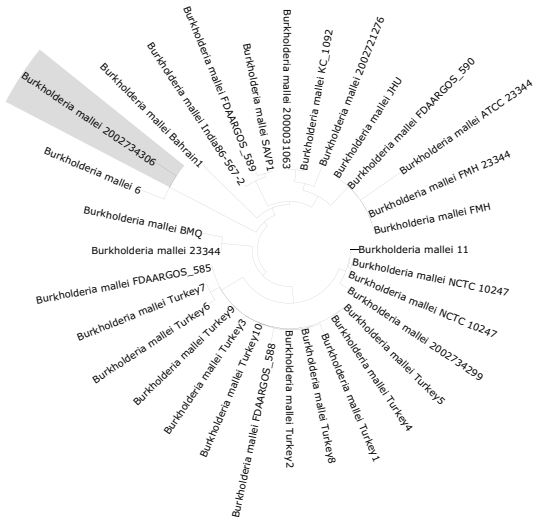 Burkholderia mallei 2000031063
Burkholderia mallei KC_1092
Burkholderia mallei 2002721276
Burkholderia mallei JHU
Burkholderia mallei FDAARGOS_590
Burkholderia mallei ATCC 23344
Burkholderia mallei FMH 23344
Burkholderia mallei FMH
Burkholderia mallei 11
Burkholderia mallei NCTC 10247
Burkholderia mallei NCTC 10247
Burkholderia mallei 2002734299
Burkholderia mallei Turkey5
Burkholderia mallei Turkey4
Burkholderia mallei Turkey1
Burkholderia mallei Turkey8
Burkholderia mallei Turkey2
Burkholderia mallei FDAARGOS_588
Burkholderia mallei Turkey10
Burkholderia mallei Turkey3
Burkholderia mallei Turkey9
Burkholderia mallei Turkey6
Burkholderia mallei Turkey7
Burkholderia mallei FDAARGOS_585
Burkholderia mallei 23344
Burkholderia mallei BMQ
Burkholderia mallei 6
Burkholderia mallei 2002734306
Burkholderia mallei Bahrain1
Burkholderia mallei India86-567-2
Burkholderia mallei FDAARGOS_589
Burkholderia mallei SAVP1